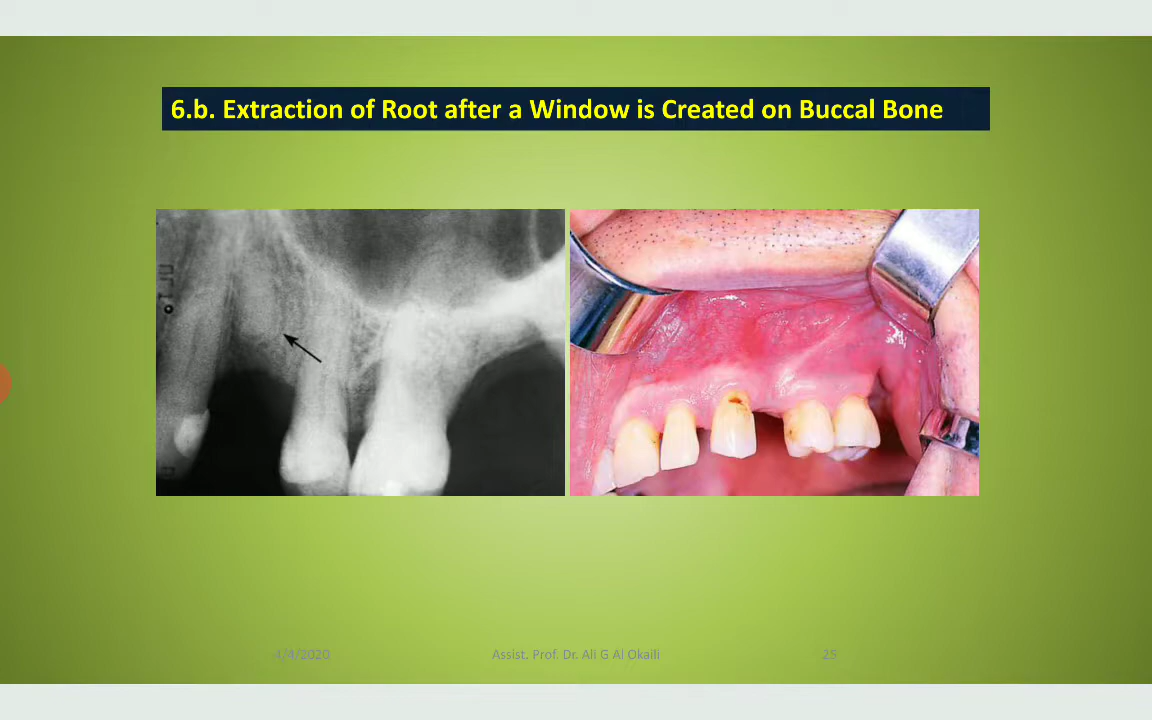 6.b. Extraction of Root after a Window is Created on Buccal Bone
4/4/2020
Assist. Prof. Dr. Ali G Al Okaili
25